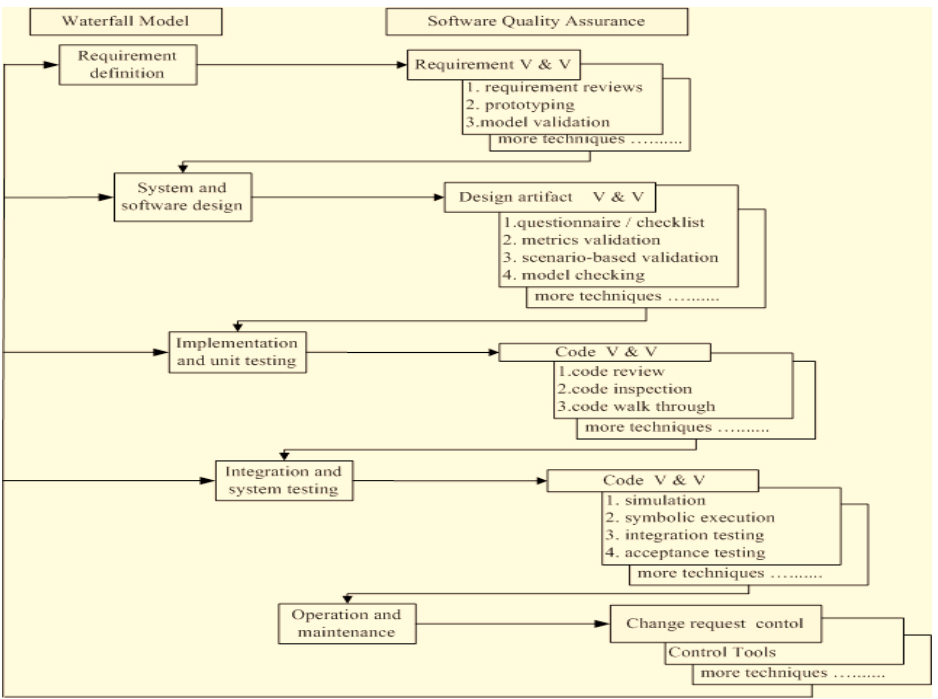 Waterfall Model
Software Quality Assurance
Requirement
definition
Requirement V & V
1. requirement reviews
2. prototyping
3.model validation
more techniques ….......
System and
software design
Design artifact V & V
1.questionnaire / checklist
2. metrics validation
3. scenario-based validation
4. model checking
more techniques ….......
Implementation
and unit testing
Code V & V
1.code review
2.code inspection
3.code walk through
more techniques ….......
Integration and
system testing
Code V & V
1. simulation
2. symbolic execution
3. integration testing
4. acceptance testing
more techniques ….......
Operation and
maintenance
Change request contol
Control Tools
more techniques ….......